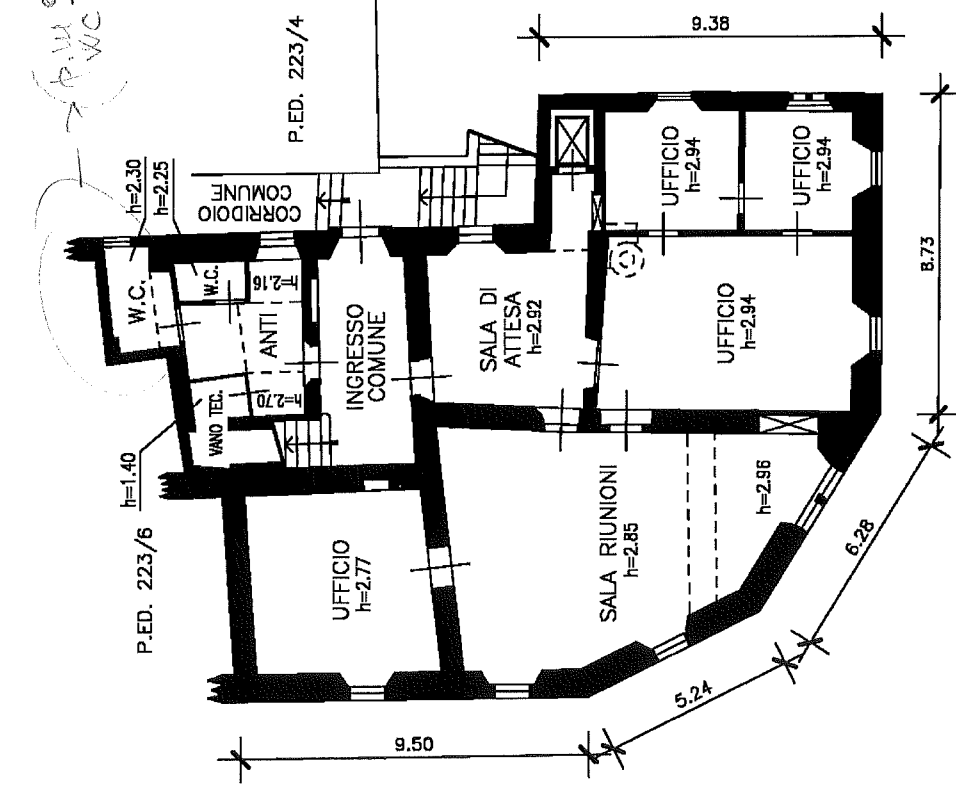 WC
P.ED. 223/4
9.38
h=2.30
h=2.25
CORRIDOIO
COMUNE
UFFICIO
h=2.94
UFFICIO
h=2.94
8.73
W.C.
W.C.
h=2.16
ANTI
INGRESSO
COMUNE
SALA DI
ATTESA
h=2.92
UFFICIO
h=2.94
h=2.70
VANO TEC.
h=1.40
P.ED. 223/6
UFFICIO
h=2.77
SALA RIUNIONI
h=2.85
h=2.96
6.28
5.24
9.50